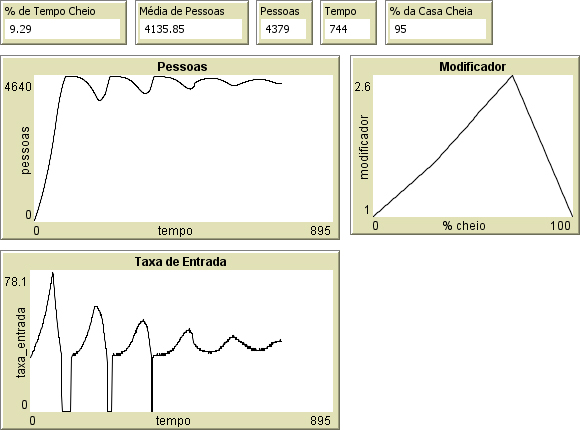 % de Tempo Cheio
9.29
Média de Pessoas
4135.85
Pessoas
4379
Tempo
744
% da Casa Cheia
95
Pessoas
4640
pessoas
0
0
tempo
895
Modificador
2.6
modificador
1
0
% cheio
100
Taxa de Entrada
78.1
taxa_entrada
0
0
tempo
895